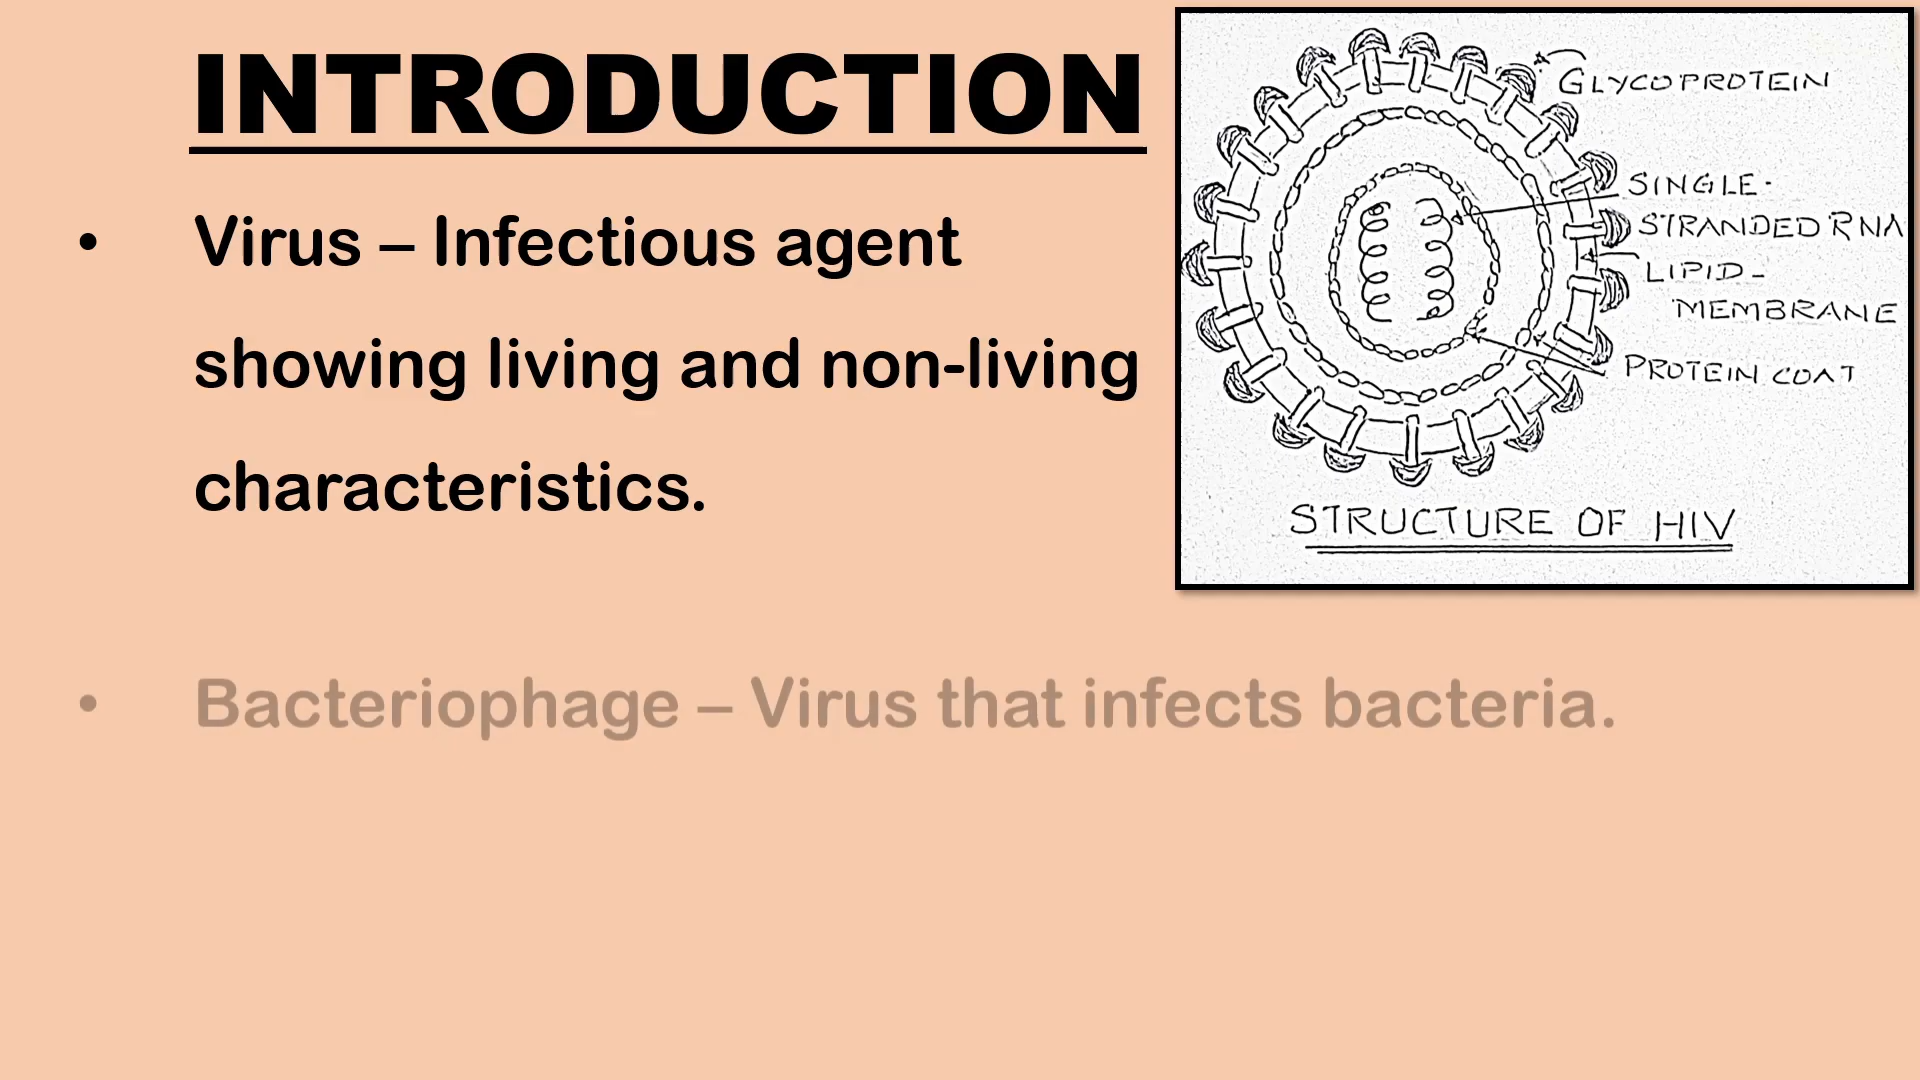 INTRODUCTION
• Virus – Infectious agent
showing living and non-living
characteristics.
GLYCOPROTEIN
SINGLE-
STRANDED RNA
LIPID-
MEMBRANE
PROTEIN COAT
STRUCTURE OF HIV
• Bacteriophage – Virus that infects bacteria.